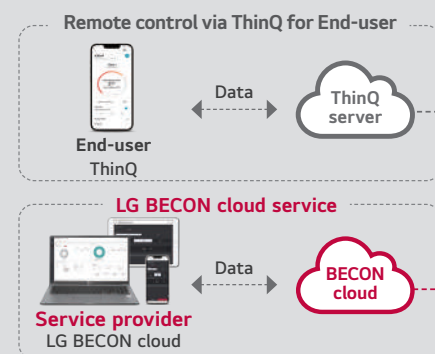 Remote control via ThinQ for End-user
Data
ThinQ
server
End-user
ThinQ
LG BECON cloud service
Data
BECON
cloud
Service provider
LG BECON cloud